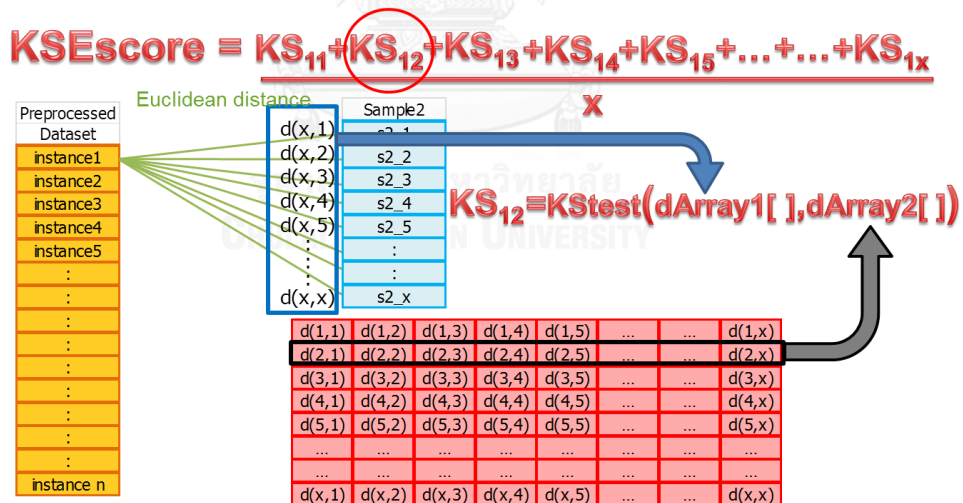 KSEscore = KS11+KS12+KS13+KS14+KS15+...+...+KS1x
x
Euclidean distance
Preprocessed
Dataset
instance1
instance2
instance3
instance4
instance5
:
:
:
:
:
:
:
:
:
instance n
d(x,1)
d(x,2)
d(x,3)
d(x,4)
d(x,5)
:
:
:
d(x,x)
Sample2
s2_1
s2_2
s2_3
s2_4
s2_5
:
:
s2_x
KS12=KStest(dArray1[ ],dArray2[ ])
UNIVERSITY
d(1,1) d(1,2) d(1,3) d(1,4) d(1,5) ... ... d(1,x)
d(2,1) d(2,2) d(2,3) d(2,4) d(2,5) ... ... d(2,x)
d(3,1) d(3,2) d(3,3) d(3,4) d(3,5) ... ... d(3,x)
d(4,1) d(4,2) d(4,3) d(4,4) d(4,5) ... ... d(4,x)
d(5,1) d(5,2) d(5,3) d(5,4) d(5,5) ... ... d(5,x)
... ... ... ... ... ... ... ...
... ... ... ... ... ... ... ...
d(x,1) d(x,2) d(x,3) d(x,4) d(x,5) ... ... d(x,x)